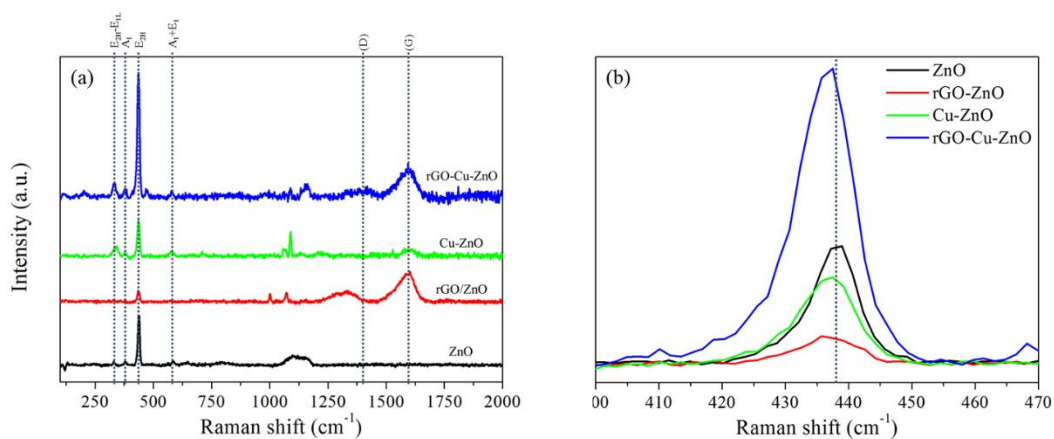 E2H-E1L
A1
E2H
A1+E1
(D)
(G)
(a)
rGO-Cu-ZnO
Cu-ZnO
rGO/ZnO
ZnO
Intensity (a.u.)
250 500 750 1000 1250 1500 1750 2000
Raman shift (cm-1)
(b)
ZnO
rGO-ZnO
Cu-ZnO
rGO-Cu-ZnO
00 410 420 430 440 450 460 470
Raman shift (cm-1)